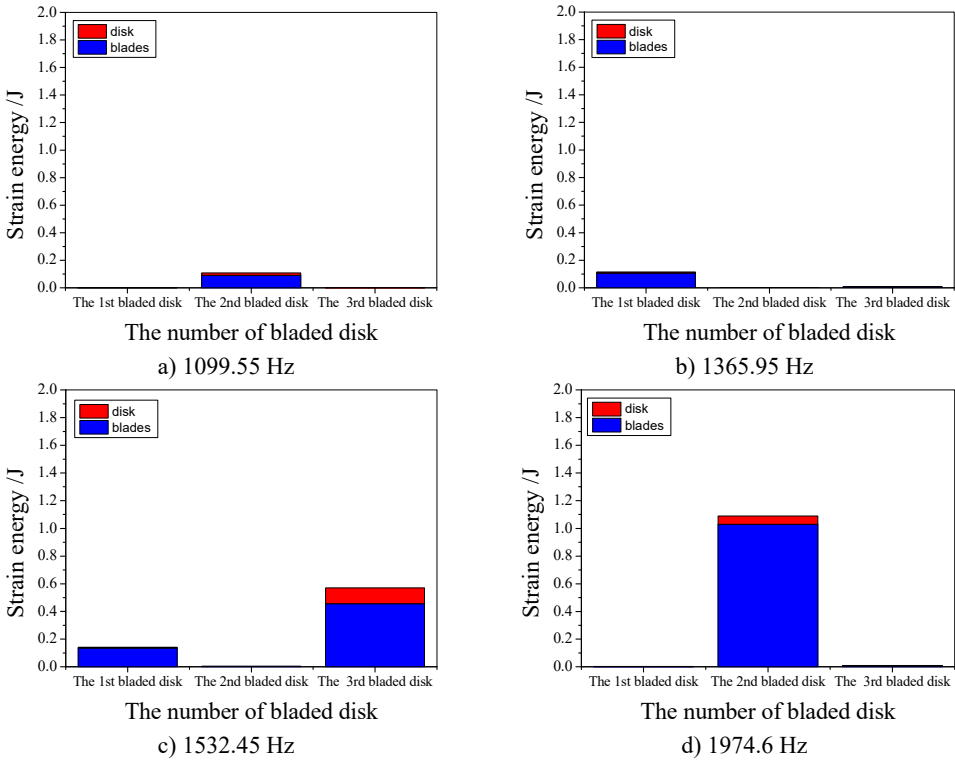 2.0
1.8
1.6
1.4
1.2
1.0
0.8
0.6
0.4
0.2
0.0
Strain energy /J
disk
blades
The 1st bladed disk The 2nd bladed disk The 3rd bladed disk
The number of bladed disk
a) 1099.55 Hz
2.0
1.8
1.6
1.4
1.2
1.0
0.8
0.6
0.4
0.2
0.0
Strain energy /J
disk
blades
The 1st bladed disk The 2nd bladed disk The 3rd bladed disk
The number of bladed disk
b) 1365.95 Hz
2.0
1.8
1.6
1.4
1.2
1.0
0.8
0.6
0.4
0.2
0.0
Strain energy /J
disk
blades
The 1st bladed disk The 2nd bladed disk The 3rd bladed disk
The number of bladed disk
c) 1532.45 Hz
2.0
1.8
1.6
1.4
1.2
1.0
0.8
0.6
0.4
0.2
0.0
Strain energy /J
disk
blades
The 1st bladed disk The 2nd bladed disk The 3rd bladed disk
The number of bladed disk
d) 1974.6 Hz